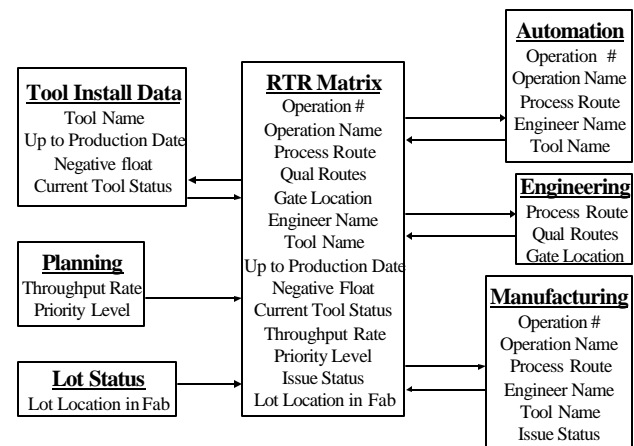 Tool Install Data
Tool Name
Up to Production Date
Negative float
Current Tool Status
Planning
Throughput Rate
Priority Level
Lot Status
Lot Location in Fab
RTR Matrix
Operation #
Operation Name
Process Route
Qual Routes
Gate Location
Engineer Name
Tool Name
Up to Production Date
Negative Float
Current Tool Status
Throughput Rate
Priority Level
Issue Status
Lot Location in Fab
Automation
Operation #
Operation Name
Process Route
Engineer Name
Tool Name
Engineering
Process Route
Qual Routes
Gate Location
Manufacturing
Operation #
Operation Name
Process Route
Engineer Name
Tool Name
Issue Status